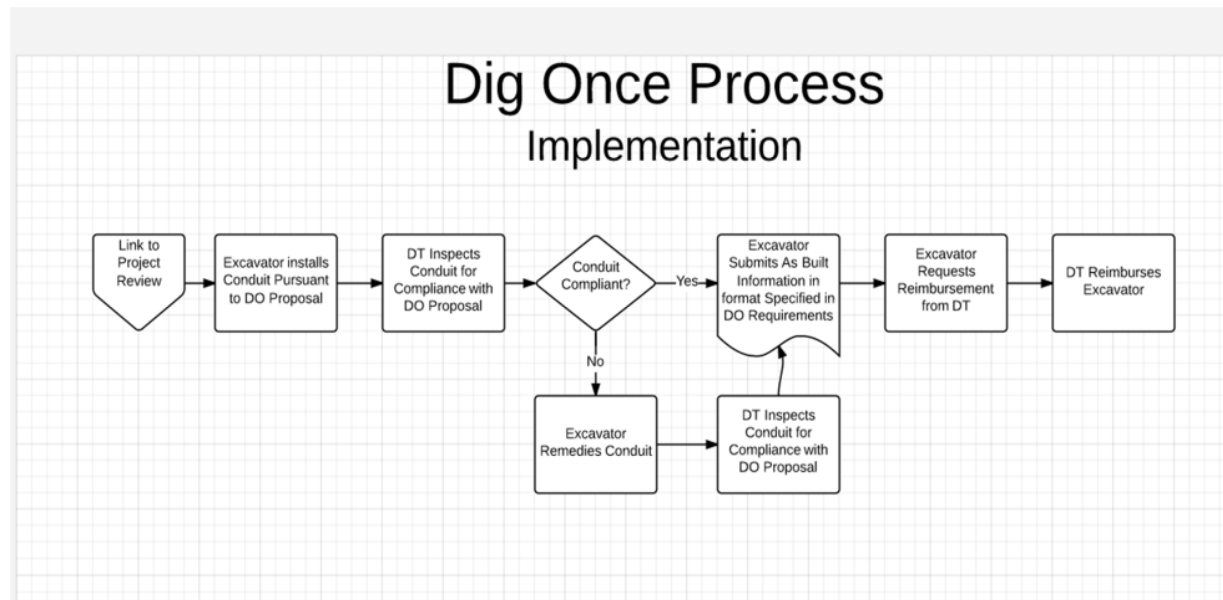 Dig Once Process
Implementation
Link to
Project
Review
Excavator installs
Conduit Pursuant
to DO Proposal
DT Inspects
Conduit for
Compliance with
DO Proposal
Conduit
Compliant?
Yes
Excavator
Submits As Built
Information in
format Specified in
DO Requirements
Excavator
Requests
Reimbursement
from DT
DT Reimburses
Excavator
No
Excavator
Remedies Conduit
DT Inspects
Conduit for
Compliance with
DO Proposal